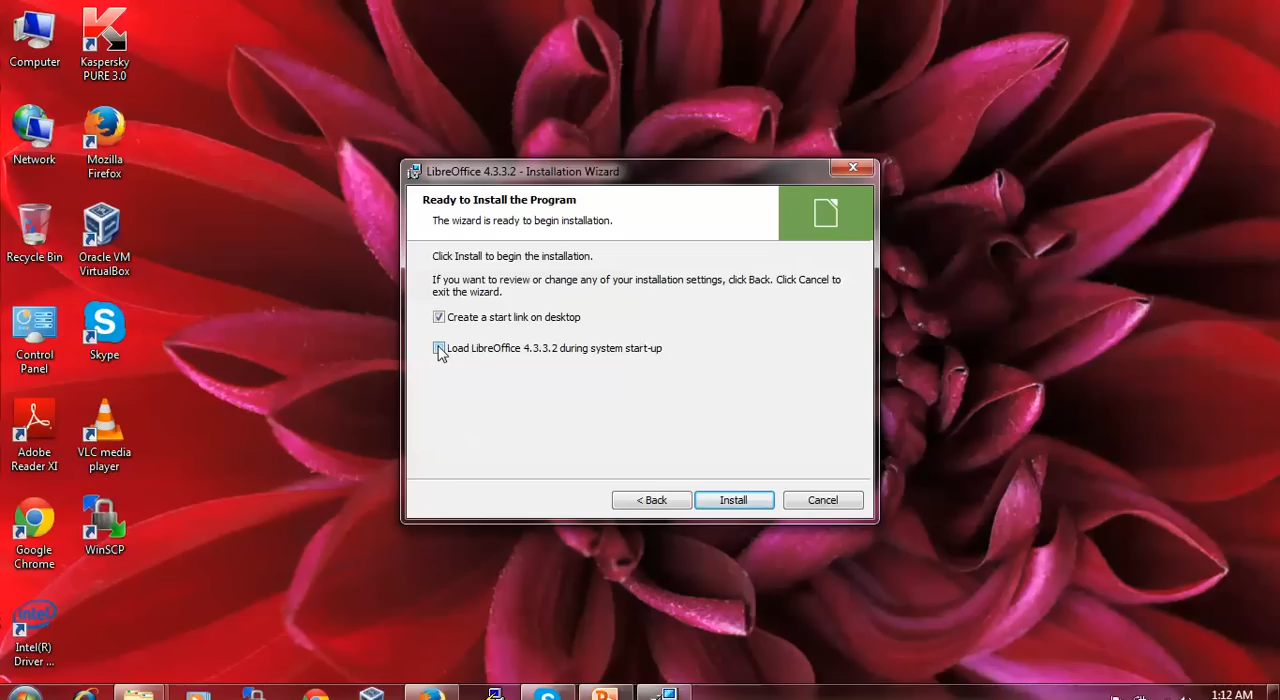 Computer
Kaspersky
PURE 3.0
Network
Mozilla
Firefox
Recycle Bin
Oracle VM
VirtualBox
Control
Panel
Skype
Adobe
Reader XI
VLC media
player
Google
Chrome
WinSCP
intel
Intel(R)
Driver ...
LibreOffice 4.3.3.2 - Installation Wizard
Ready to Install the Program
The wizard is ready to begin installation.
Click Install to begin the installation.
If you want to review or change any of your installation settings, click Back. Click Cancel to
exit the wizard.
Create a start link on desktop
Load LibreOffice 4.3.3.2 during system start-up
< Back
Install
Cancel
1:12 AM